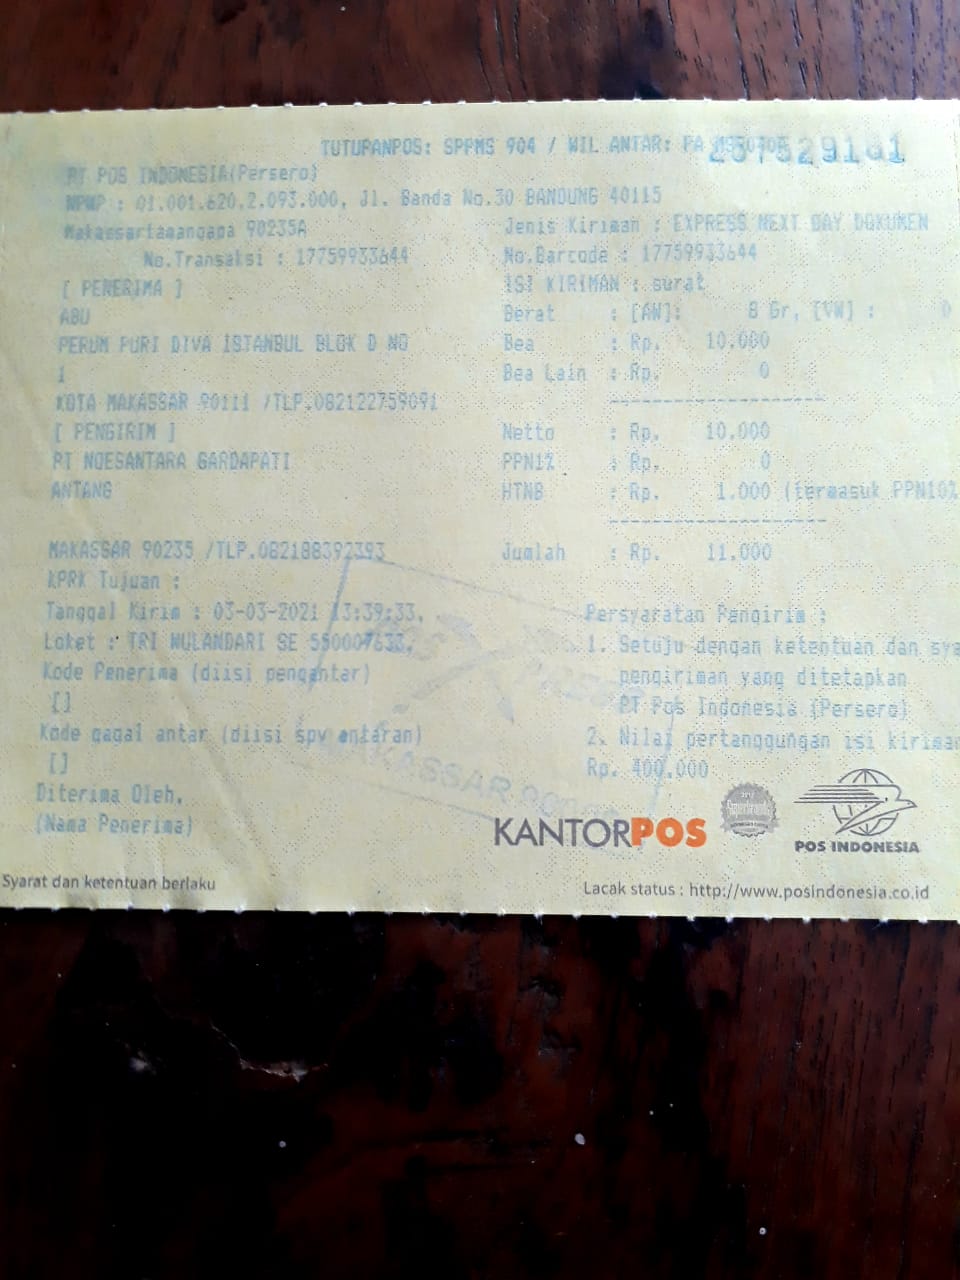 TUTUPANPOS: SPPMS 904 / WIL ANTAR: PA
PT POS INDONESIA(Persero)
NPWP : 01.001.620.2.093.000, Jl. Banda No.30 BANDUNG 40115
Makassartamangapa 90235A
No.Transaksi : 17759933644
[ PENERIMA ]
ABU
PERUM PURI DIVA ISTANBUL BLOK D NO
1
KOTA MAKASSAR 90111 /TLP.082122759091
[ PENGIRIM ]
PT NOESANTARA GARDAPATI
ANTANG
MAKASSAR 90235 /TLP.082188392393
KPRK Tujuan :
Tanggal Kirim : 03-03-2021 13:39:33,
Loket : TRI WULANDARI SE 550007633,
Kode Penerima (diisi pengantar)
[]
Kode gagal antar (diisi spv antaran)
[]
Diterima Oleh,
(Nama Penerima)
Jenis Kiriman : EXPRESS NEXT DAY DOKUMEN
No.Barcode : 17759933644
ISI KIRIMAN : surat
Berat : [AW]: 8 Gr, [VW] : 0
Bea : Rp. 10.000
Bea Lain : Rp. 0
--------------------
Netto : Rp. 10.000
PPN1% : Rp. 0
HTNB : Rp. 1.000 (termasuk PPN10%
--------------------
Jumlah : Rp. 11.000
Persyaratan Pengirim :
1. Setuju dengan ketentuan dan sya
pengiriman yang ditetapkan
PT Pos Indonesia (Persero)
2. Nilai pertanggungan isi kiriman
Rp. 400.000
MAKASSAR
KANTORPOS
POS INDONESIA
Syarat dan ketentuan berlaku
Lacak status : http://www.posindonesia.co.id